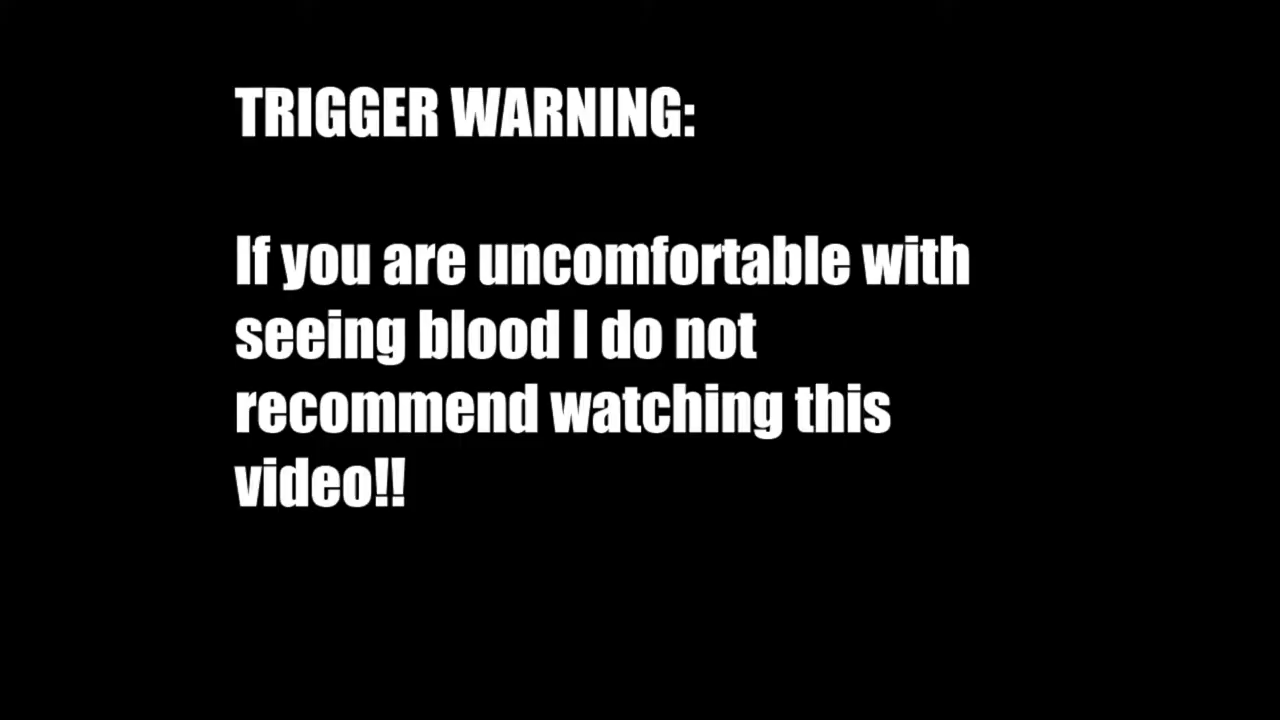 TRIGGER WARNING:
If you are uncomfortable with
seeing blood I do not
recommend watching this
video!!